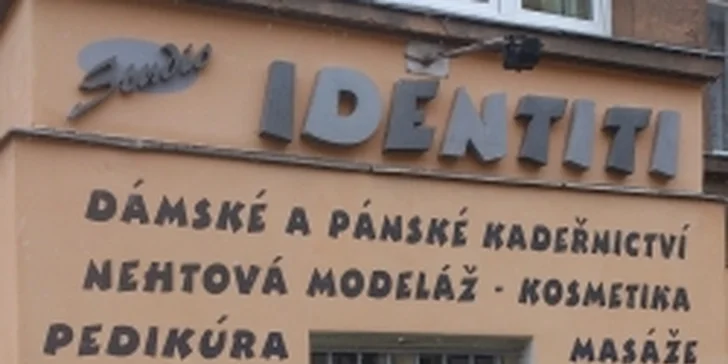 Studio IDENTITI
DÁMSKÉ A PÁNSKÉ KADEŘNICTVÍ
NEHTOVÁ MODELÁŽ - KOSMETIKA
PEDIKÚRA MASÁŽE